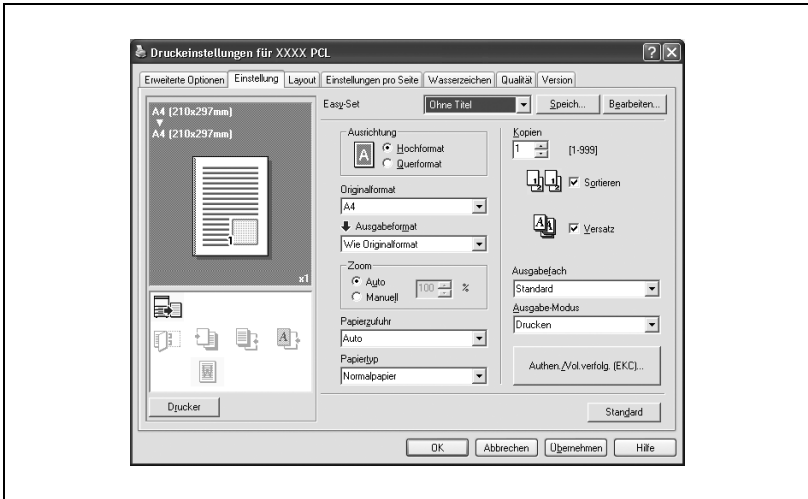 Druckeinstellungen für XXXX PCL
Erweiterte Optionen Einstellung Layout Einstellungen pro Seite Wasserzeichen Qualität Version
A4 (210x297mm)
A4 (210x297mm)
1
x1
Drucker
Easy-Set Ohne Titel Speich... Bearbeiten...
Ausrichtung
A
Hochformat
Querformat
Originalformat
A4
Ausgabeformat
Wie Originalformat
Zoom
Auto
Manuell
100 %
Papierzufuhr
Auto
Papiertyp
Normalpapier
Kopien
1 [1-999]
Sortieren
Versatz
Ausgabefach
Standard
Ausgabe-Modus
Drucken
Authen./Vol.verfolg. (EKC)...
Standard
OK Abbrechen Übernehmen Hilfe